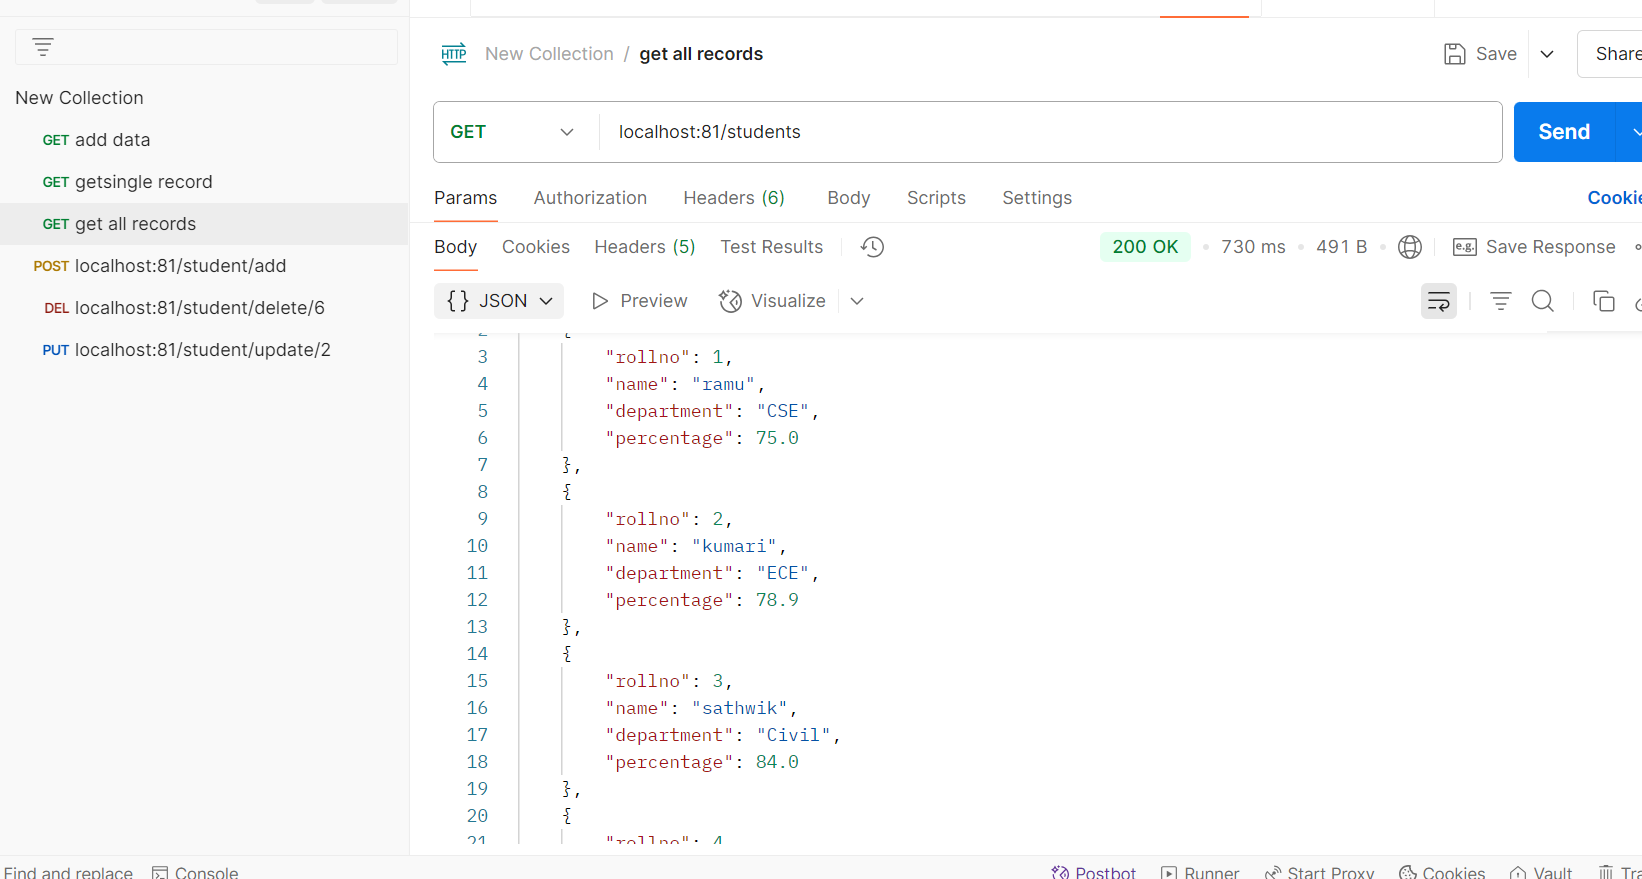 New Collection / get all records
Save
Share
New Collection
GET add data
GET getsingle record
GET get all records
POST localhost:81/student/add
DEL localhost:81/student/delete/6
PUT localhost:81/student/update/2
GET localhost:81/students
Send
Params Authorization Headers (6) Body Scripts Settings
Cookie
Body Cookies Headers (5) Test Results
200 OK • 730 ms • 491 B • e.g. Save Response
{} JSON Preview Visualize
2 {
3 "rollno": 1,
4 "name": "ramu",
5 "department": "CSE",
6 "percentage": 75.0
7 },
8 {
9 "rollno": 2,
10 "name": "kumari",
11 "department": "ECE",
12 "percentage": 78.9
13 },
14 {
15 "rollno": 3,
16 "name": "sathwik",
17 "department": "Civil",
18 "percentage": 84.0
19 },
20 {
21 "rollno": 4
Find and replace Console
Postbot Runner Start Proxy Cookies Vault Tra